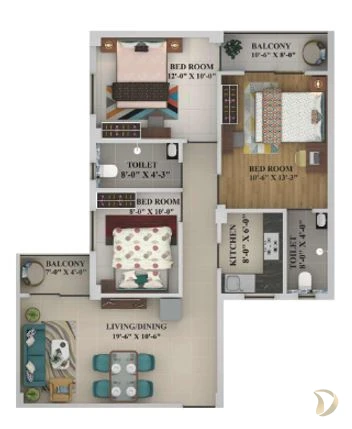 BALCONY
10'-6" X 8'-0"
BED ROOM
12'-0" X 10'-0"
TOILET
8'-0" X 4'-3"
BED ROOM
10'-6" X 13'-3"
BED ROOM
8'-0" X 10'-0"
KITCHEN
8'-0" X 6'-0"
TOILET
8'-0" X 4'-0"
BALCONY
7'-0" X 4'-0"
LIVING/DINING
19'-6" X 10'-6"